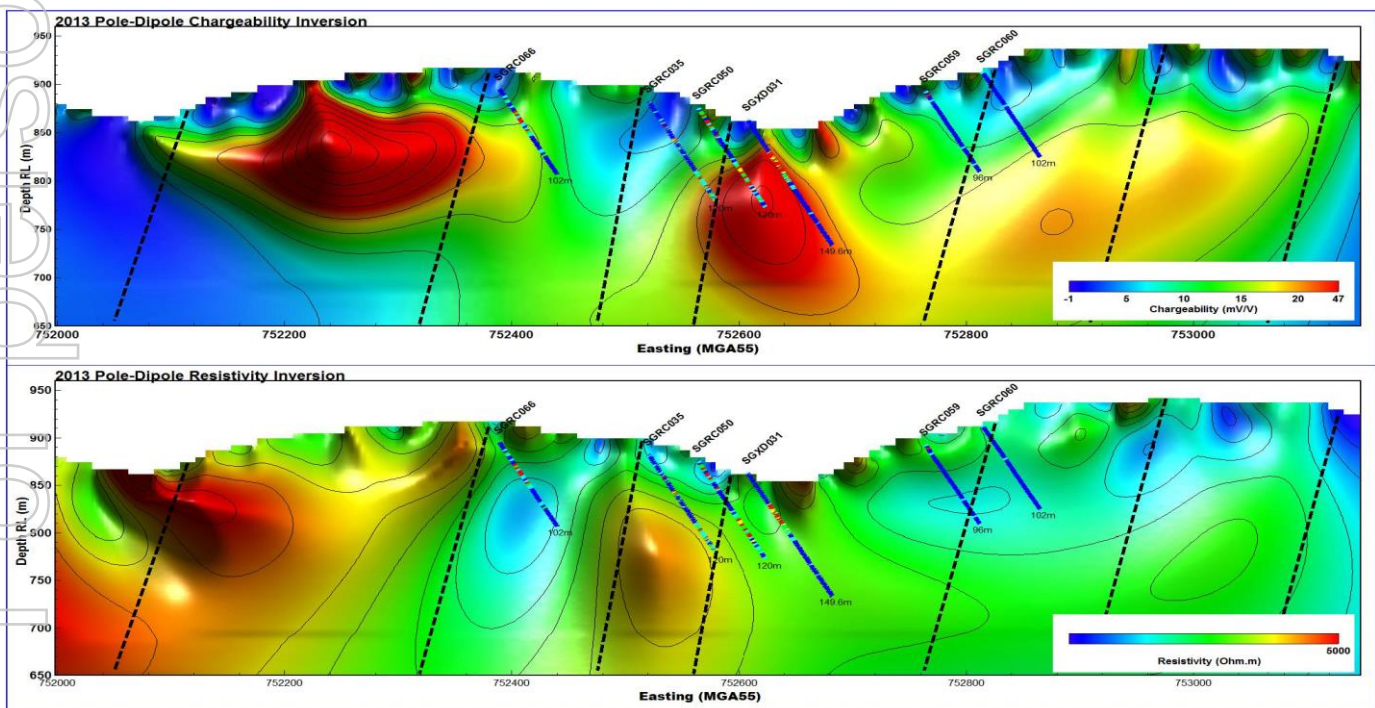 2013 Pole-Dipole Chargeability Inversion
950
900
850
800
750
700
650
Depth RL (m)
SGRC066
SGRC035
SGRC050
SGXD031
SGRC059
SGRC060
102m
120m
120m
149.6m
96m
102m
-1 5 10 15 20 47
Chargeability (mV/V)
752000 752200 752400 752600 752800 753000
Easting (MGA55)
2013 Pole-Dipole Resistivity Inversion
950
900
850
800
750
700
650
Depth RL (m)
SGRC066
SGRC035
SGRC050
SGXD031
SGRC059
SGRC060
102m
120m
120m
149.6m
96m
102m
6000
Resistivity (Ohm.m)
752000 752200 752400 752600 752800 753000
Easting (MGA55)